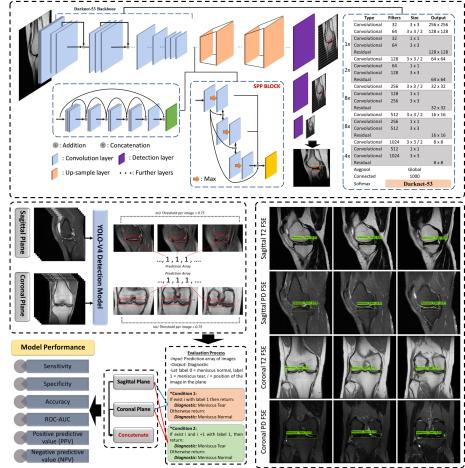 Darknet-53 Backbone
SPP BLOCK
: Addition
: Concatenation
: Convolution layer
: Detection layer
: Up-sample layer
: Further layers
: Max
Type Filters Size Output
Convolutional 32 3 x 3 256 x 256
Convolutional 64 3 x 3 / 2 128 x 128
Convolutional 32 1 x 1
1x Convolutional 64 3 x 3
Residual 128 x 128
Convolutional 128 3 x 3 / 2 64 x 64
Convolutional 64 1 x 1
2x Convolutional 128 3 x 3
Residual 64 x 64
Convolutional 256 3 x 3 / 2 32 x 32
Convolutional 128 1 x 1
8x Convolutional 256 3 x 3
Residual 32 x 32
Convolutional 512 3 x 3 / 2 16 x 16
Convolutional 256 1 x 1
8x Convolutional 512 3 x 3
Residual 16 x 16
Convolutional 1024 3 x 3 / 2 8 x 8
Convolutional 512 1 x 1
4x Convolutional 1024 3 x 3
Residual 8 x 8
Avgpool Global
Connected 1000
Softmax Darknet-53
Sagittal Plane
Coronal Plane
YOLO-V4 Detection Model
Threshold per image = 0.75
..., 1, 1, 1, ....
Prediction Array
Prediction Array
... 1, 1, 1, ...
Threshold per image = 0.75
Model Performance
Sensitivity
Specificity
Accuracy
ROC-AUC
Positive predictive
value (PPV)
Negative predictive
value (NPV)
Sagittal Plane
Coronal Plane
Concatenate
Evaluation Process
-Input: Prediction array of images
-Output: Diagnostic
-Let label 0 = meniscus normal, label
1 = meniscus tear, i = position of the
image in the plane
*Condition 1:
If exist i with label 1 then return:
Diagnostic: Meniscus Tear
Otherwise return:
Diagnostic: Meniscus Normal
*Condition 2:
If exist i and i +1 with label 1, then
return:
Diagnostic: Meniscus Tear
Otherwise return:
Diagnostic: Meniscus Normal
Sagittal T2 FSE
Sagittal PD FSE
Coronal T2 FSE
Coronal PD FSE